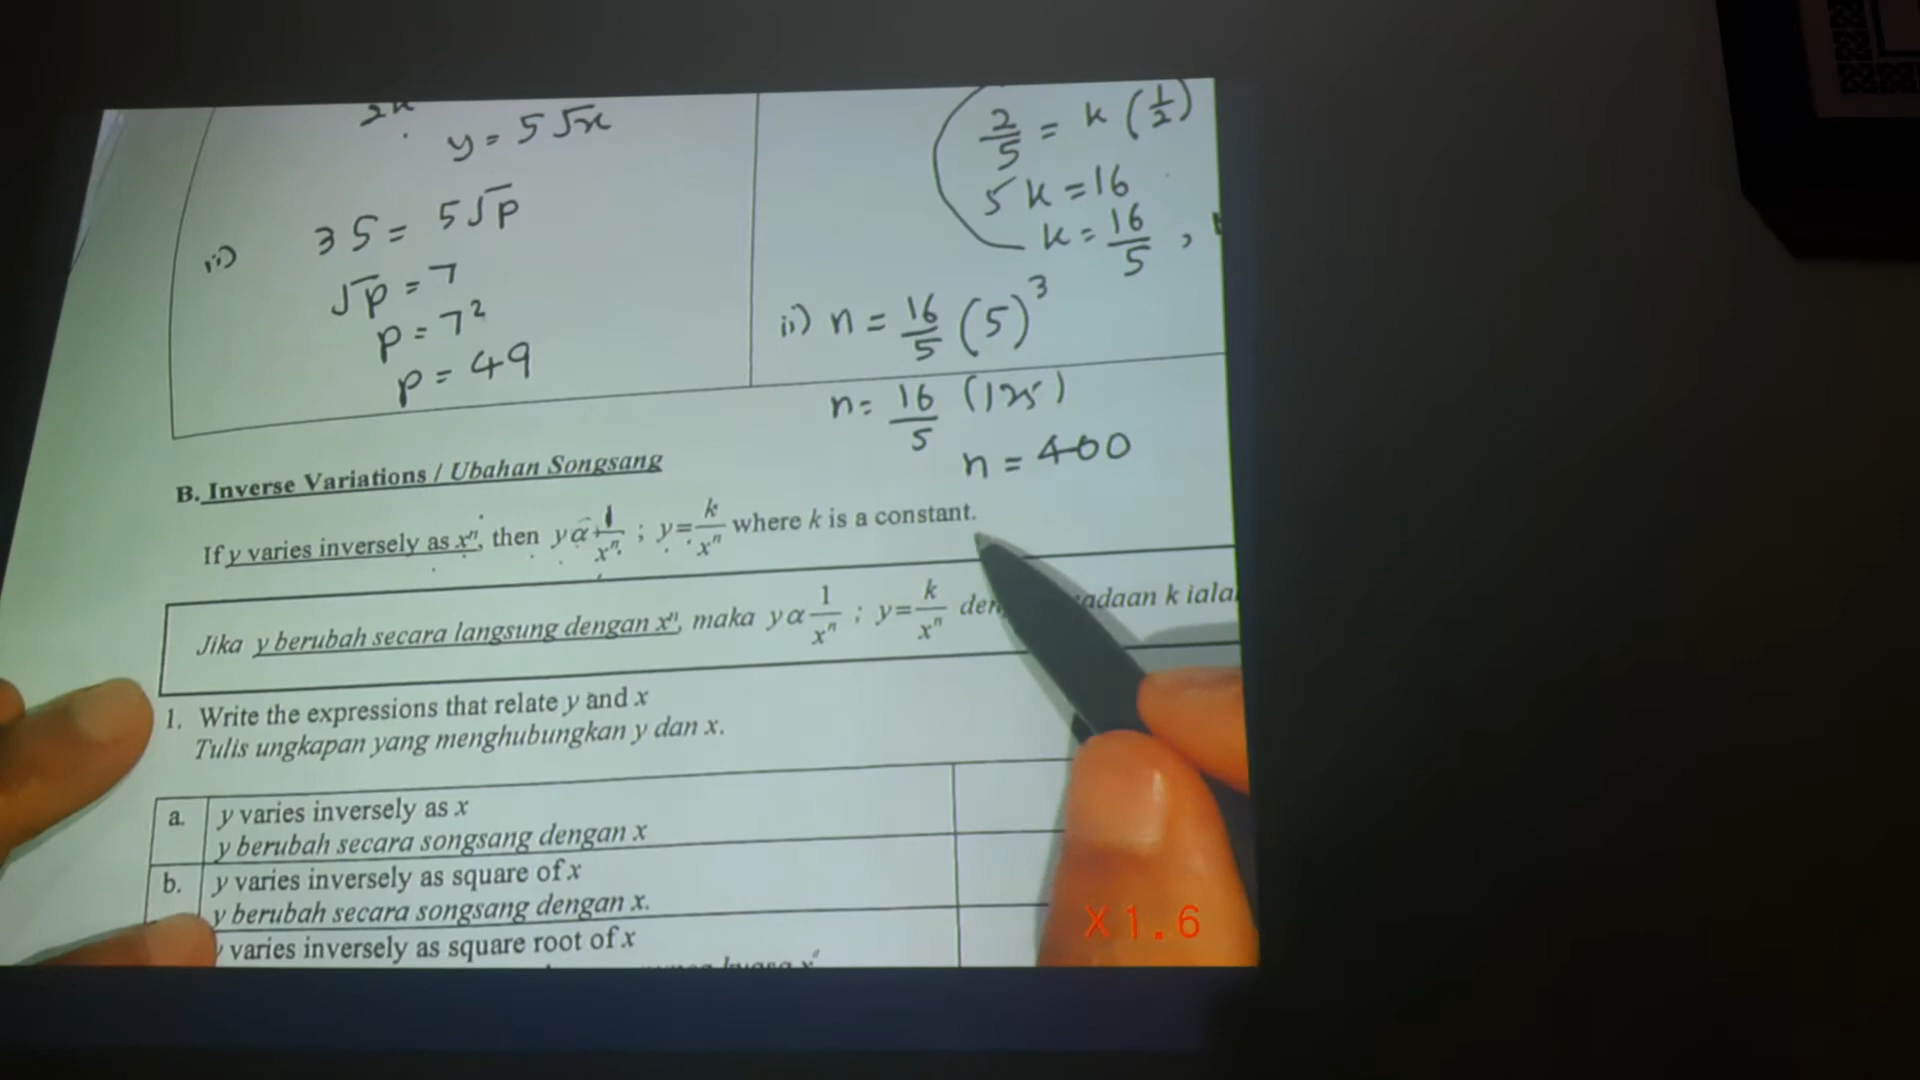 y = 5√x
ii) 35 = 5√p
√p = 7
p = 7²
p = 49
2/5 = k (1/2)
5k = 16
k = 16/5 ,
ii) n = 16/5 (5)³
n = 16/5 (125)
n = 400
B. Inverse Variations / Ubahan Songsang
If y varies inversely as xⁿ, then y α 1/xⁿ ; y = k/xⁿ where k is a constant.
Jika y berubah secara langsung dengan xⁿ, maka y α 1/xⁿ ; y = k/xⁿ k
1. Write the expressions that relate y and x
Tulis ungkapan yang menghubungkan y dan x.
a. y varies inversely as x
y berubah secara songsang dengan x
b. y varies inversely as square of x
y berubah secara songsang dengan x.
varies inversely as square root of x
X1.6